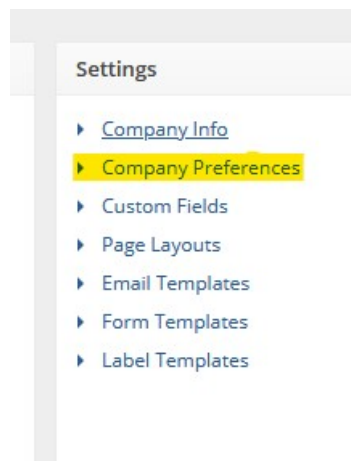 Settings
Company Info
Company Preferences
Custom Fields
Page Layouts
Email Templates
Form Templates
Label Templates